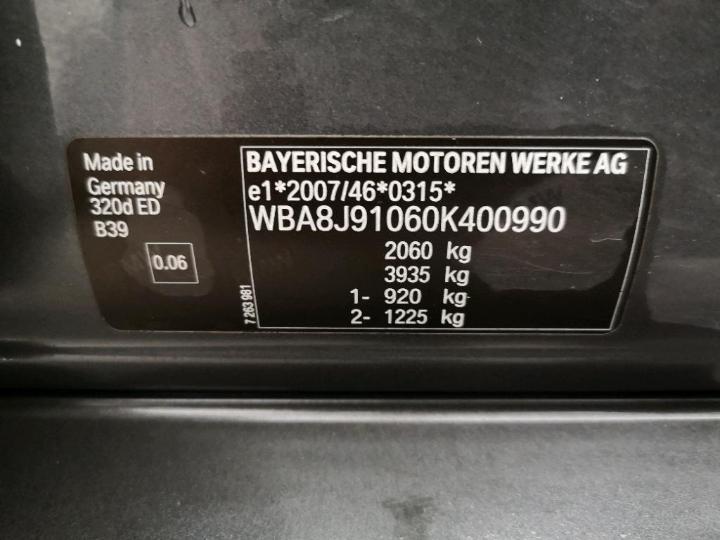 Made in
Germany
320d ED
B39
0.06
7 263 981
BAYERISCHE MOTOREN WERKE AG
e1*2007/46*0315*
WBA8J91060K400990
2060 kg
3935 kg
1- 920 kg
2- 1225 kg